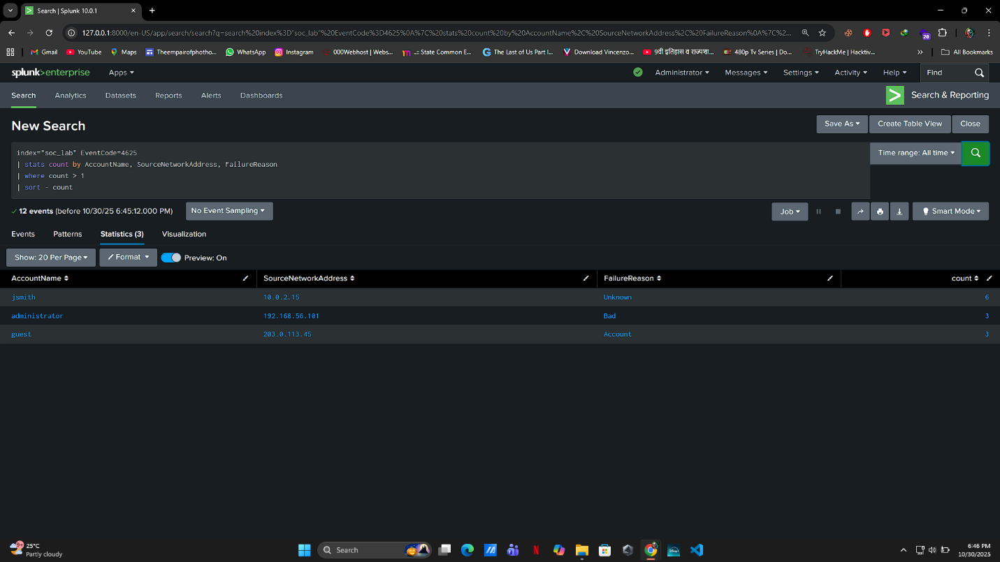 Search | Splunk 10.0.1
127.0.0.1:8000/en-US/app/search/search?q=search%20index%3D"soc_lab"%20EventCode%3D4625%0A%7C%20stats%20count%20by%20AccountName%2C%20SourceNetworkAddress%2C%20FailureReason%0A%7C%2...
20
Gmail YouTube Maps Theempairofphotho... WhatsApp Instagram 000Webhost | Webs... :: State Common E... The Last of Us Part I... Download Vincenzo... 9वी इतिहास व राज्यशा... 480p Tv Series | Do... TryHackMe | Hacktiv... » All Bookmarks
splunk>enterprise Apps Administrator Messages Settings Activity Help Find
Search Analytics Datasets Reports Alerts Dashboards Search & Reporting
New Search Save As Create Table View Close
index="soc_lab" EventCode=4625 Time range: All time
| stats count by AccountName, SourceNetworkAddress, FailureReason
| where count > 1
| sort - count
12 events (before 10/30/25 6:45:12.000 PM) No Event Sampling Job Smart Mode
Events Patterns Statistics (3) Visualization
Show: 20 Per Page Format Preview: On
AccountName SourceNetworkAddress FailureReason count
jsmith 10.0.2.15 Unknown 6
administrator 192.168.56.101 Bad 3
guest 203.0.113.45 Account 3
9+ 25°C
Partly cloudy
Search
6:46 PM
10/30/2025